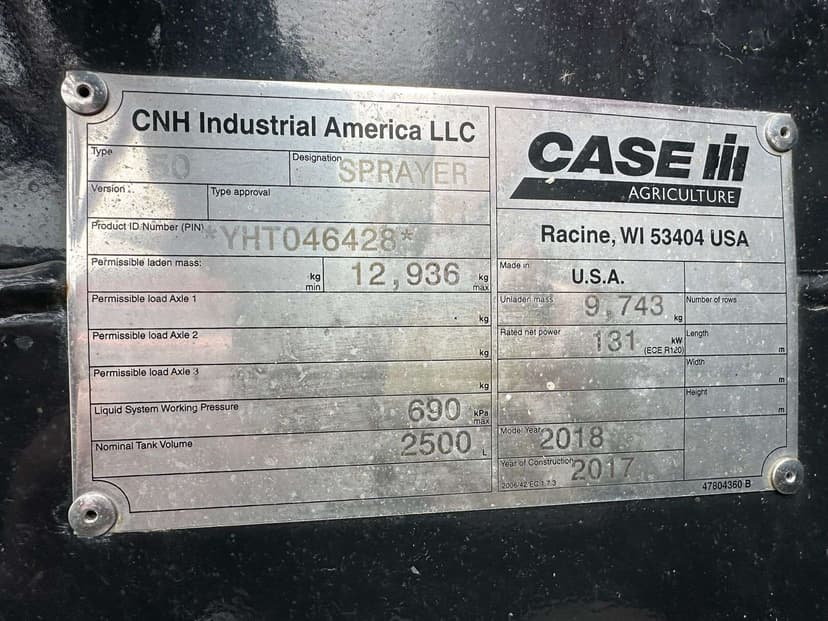 CNH Industrial America LLC
Type
Designation SPRAYER
Version :
Type approval
Product ID Number (PIN) *YHT046428*
Permissible laden mass: kg min 12,936 kg max
Permissible load Axle 1 kg
Permissible load Axle 2 kg
Permissible load Axle 3 kg
Liquid System Working Pressure 690 kPa max
Nominal Tank Volume 2500 L
CASE IH
AGRICULTURE
Racine, WI 53404 USA
Made in U.S.A.
Unladen mass 9,743 kg
Number of rows
Rated net power 131 kW (ECE R120)
Length m
Width m
Height m
Model Year 2018
Year of Construction 2017
2006/42/EC 1.7.3
47804360 B